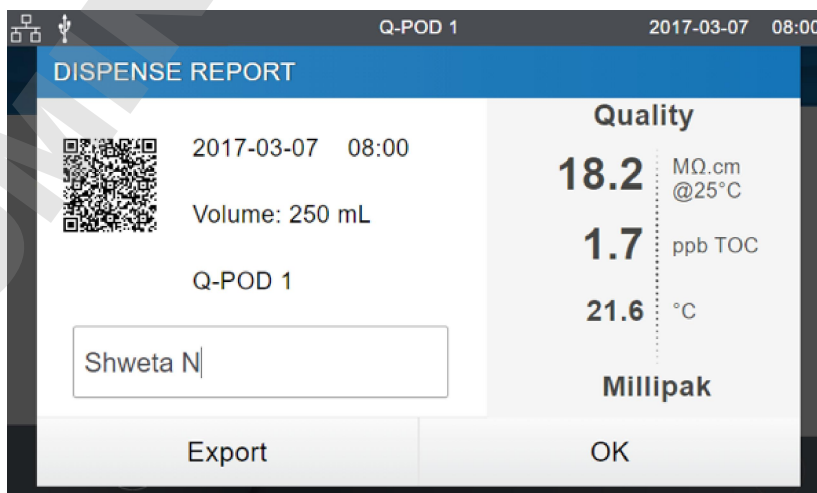 Q-POD 1 2017-03-07 08:00
DISPENSE REPORT
2017-03-07 08:00
Volume: 250 mL
Q-POD 1
Shweta N
Quality
18.2 MΩ.cm
@25°C
1.7 ppb TOC
21.6 °C
Millipak
Export OK